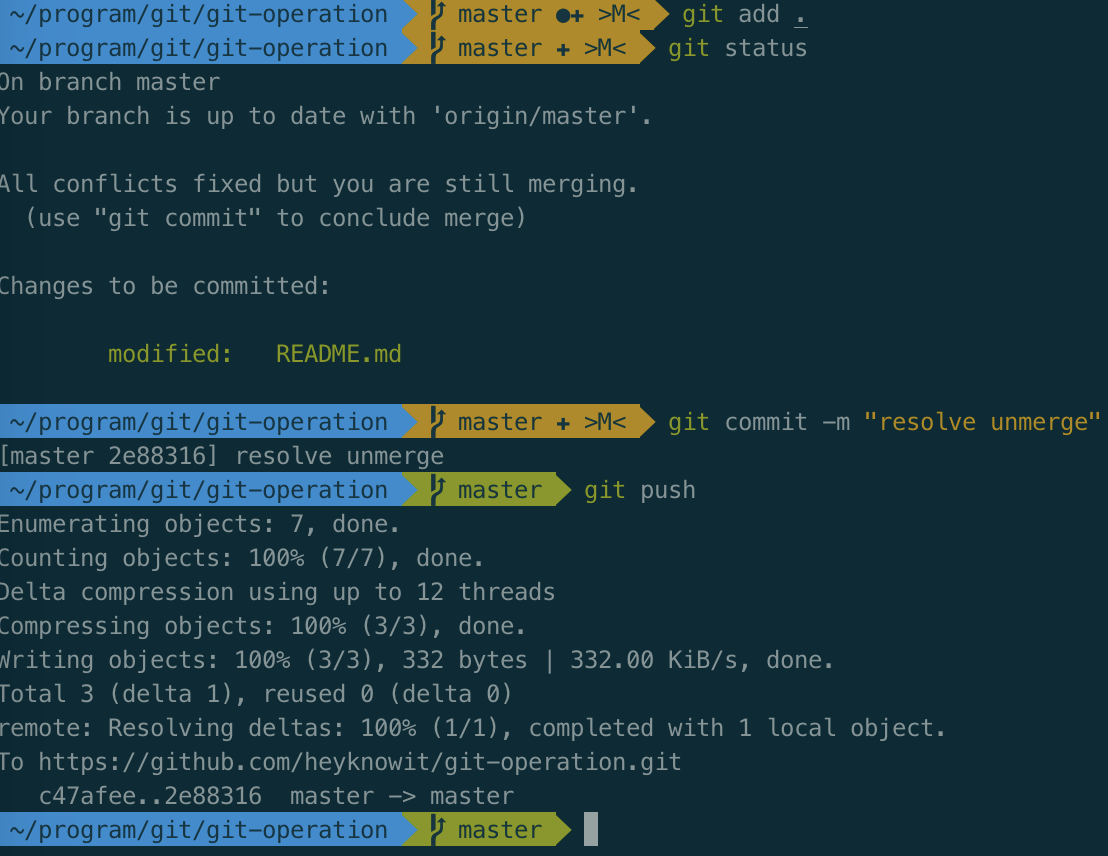 ~/program/git/git-operation master ●✚ >M< git add .
~/program/git/git-operation master ✚ >M< git status
On branch master
Your branch is up to date with 'origin/master'.
All conflicts fixed but you are still merging.
(use "git commit" to conclude merge)
Changes to be committed:
modified: README.md
~/program/git/git-operation master ✚ >M< git commit -m "resolve unmerge"
[master 2e88316] resolve unmerge
~/program/git/git-operation master git push
Enumerating objects: 7, done.
Counting objects: 100% (7/7), done.
Delta compression using up to 12 threads
Compressing objects: 100% (3/3), done.
Writing objects: 100% (3/3), 332 bytes | 332.00 KiB/s, done.
Total 3 (delta 1), reused 0 (delta 0)
remote: Resolving deltas: 100% (1/1), completed with 1 local object.
To https://github.com/heyknowit/git-operation.git
c47afee..2e88316 master -> master
~/program/git/git-operation master